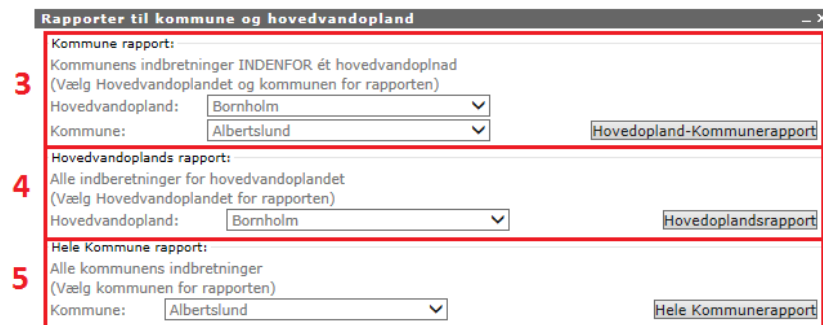 Rapporter til kommune og hovedvandopland
Kommune rapport:
Kommunens indbretninger INDENFOR ét hovedvandoplnad
(Vælg Hovedvandoplandet og kommunen for rapporten)
Hovedvandopland: Bornholm
Kommune: Albertslund Hovedopland-Kommunerapport
3
Hovedvandoplands rapport:
Alle indberetninger for hovedvandoplandet
(Vælg Hovedvandoplandet for rapporten)
Hovedvandopland: Bornholm Hovedoplandsrapport
4
Hele Kommune rapport:
Alle kommunens indbretninger
(Vælg kommunen for rapporten)
Kommune: Albertslund Hele Kommunerapport
5